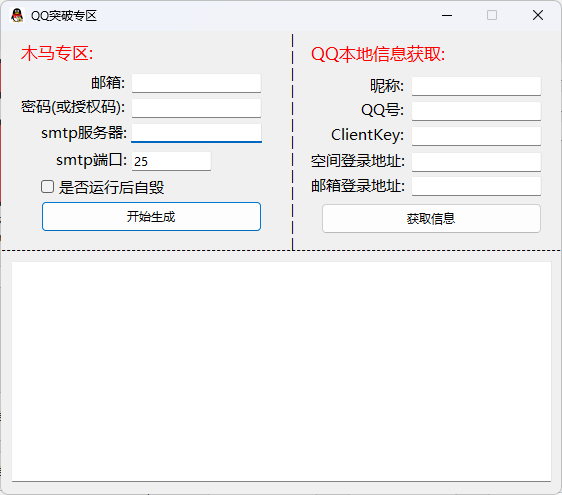 QQ突破专区
木马专区:
邮箱:
密码(或授权码):
smtp服务器:
smtp端口: 25
是否运行后自毁
开始生成
QQ本地信息获取:
昵称:
QQ号:
ClientKey:
空间登录地址:
邮箱登录地址:
获取信息